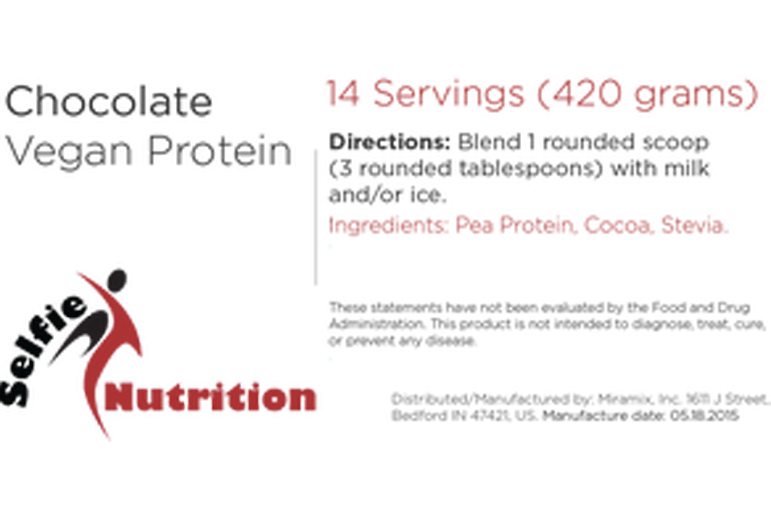 Chocolate
Vegan Protein
Selfie
Nutrition
14 Servings (420 grams)
Directions: Blend 1 rounded scoop
(3 rounded tablespoons) with milk
and/or ice.
Ingredients: Pea Protein, Cocoa, Stevia.
These statements have not been evaluated by the Food and Drug
Administration. This product is not intended to diagnose, treat, cure,
or prevent any disease.
Distributed/Manufactured by: Miramix, Inc. 1611 J Street,
Bedford IN 47421, US. Manufacture date: 05.18.2015